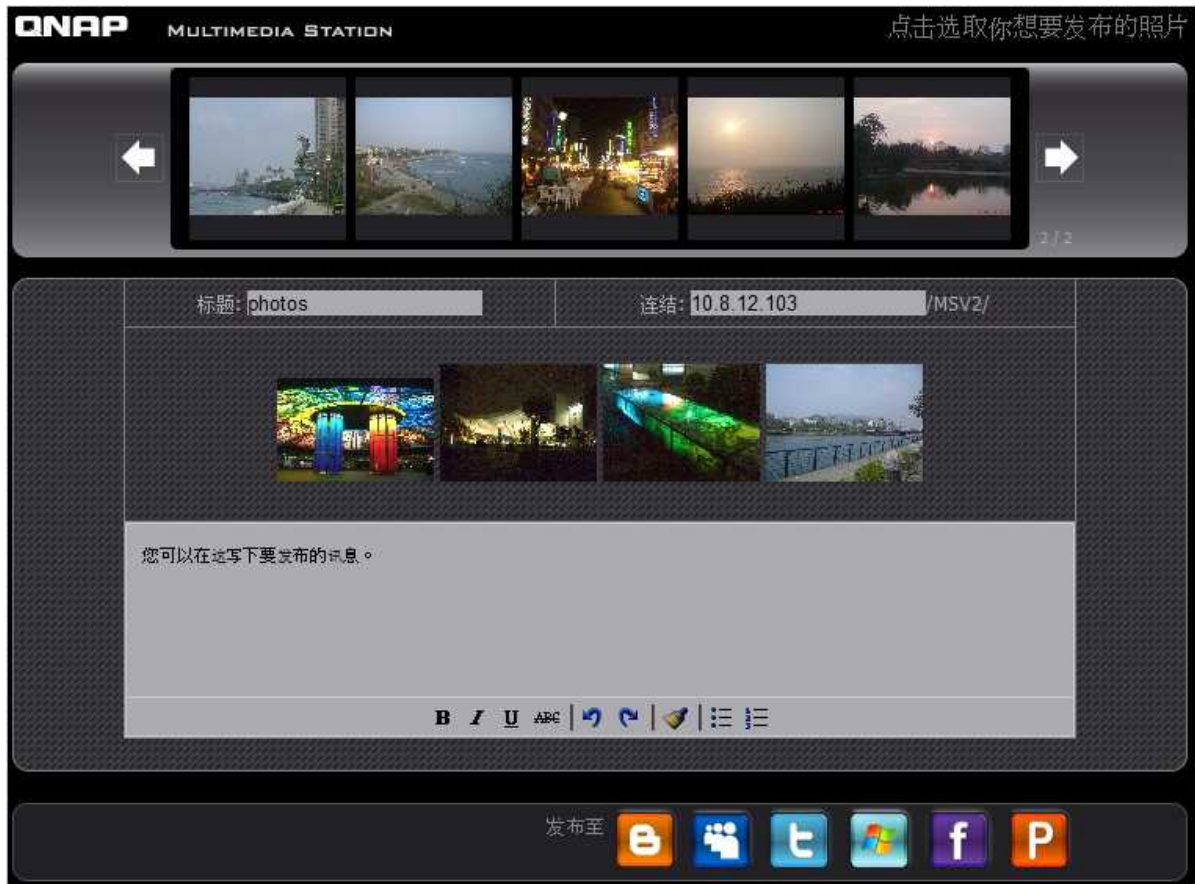 QNAP MULTIMEDIA STATION
点击选取你想要发布的照片
2 / 2
标题: photos
连结: 10.8.12.103 /MSV2/
您可以在这写下要发布的讯息。
B I U ABC
发布至